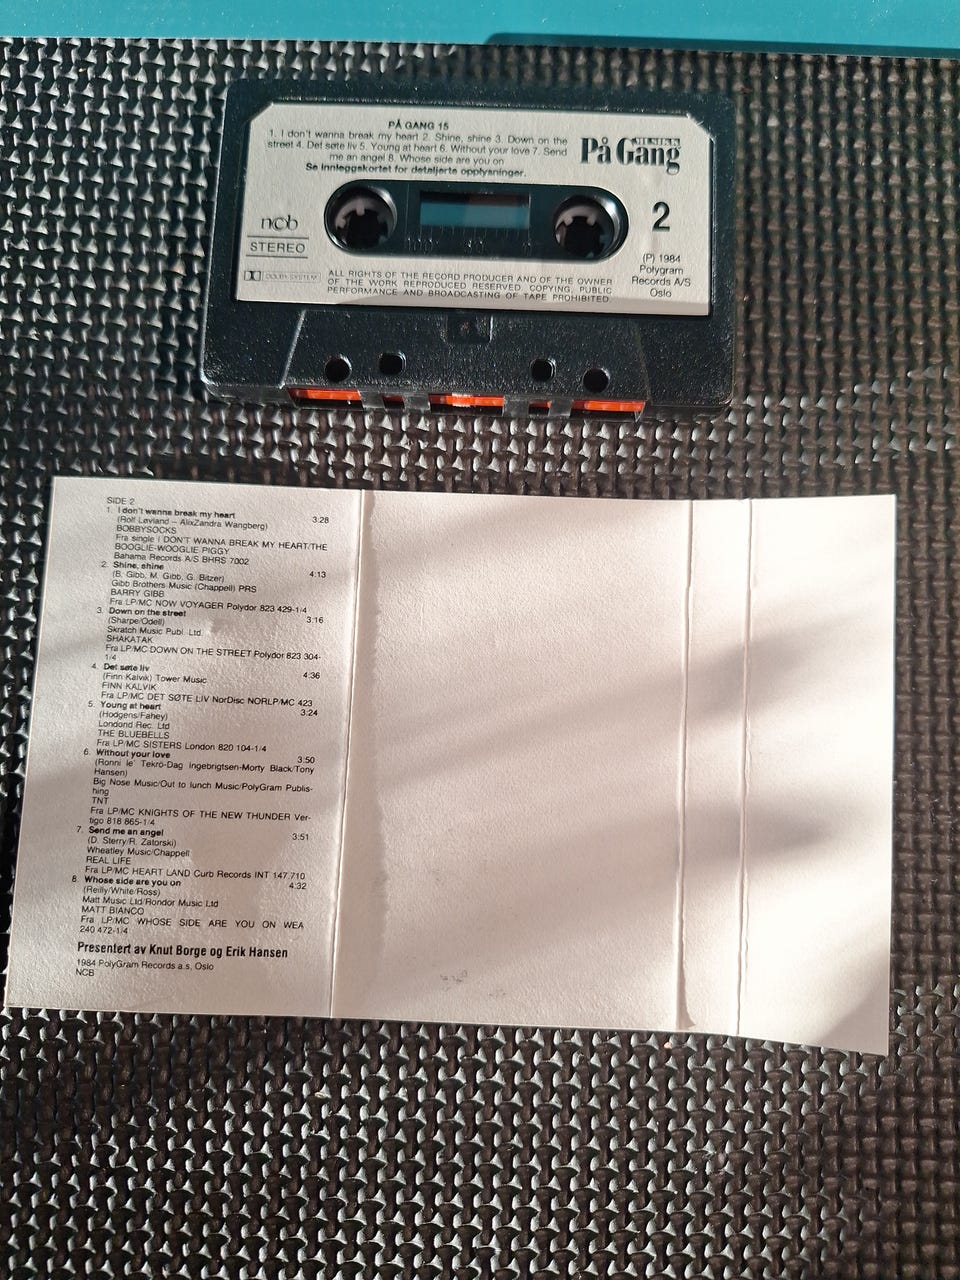 PÅ GANG 15
1. I don't wanna break my heart 2. Shine, shine 3. Down on the
street 4. Det søte liv 5. Young at heart 6. Without your love 7. Send
me an angel 8. Whose side are you on
Se innleggskortet for detaljerte opplysninger.
MUSIKK
På Gang
ncb
STEREO
2
(P) 1984
Polygram
Records A/S
Oslo
DOLBY SYSTEM
ALL RIGHTS OF THE RECORD PRODUCER AND OF THE OWNER
OF THE WORK REPRODUCED RESERVED. COPYING, PUBLIC
PERFORMANCE AND BROADCASTING OF TAPE PROHIBITED
100 50 0
A
SIDE 2
1. I don't wanna break my heart 3:28
(Rolf Løvland – AlixZandra Wangberg)
BOBBYSOCKS
Fra single I DON'T WANNA BREAK MY HEART/THE
BOOGLIE-WOOGLIE PIGGY
Bahama Records A/S BHRS 7002
2. Shine, shine 4:13
(B. Gibb, M. Gibb, G. Bitzer)
Gibb Brothers Music (Chappell) PRS
BARRY GIBB
Fra LP/MC NOW VOYAGER Polydor 823 429-1/4
3. Down on the street 3:16
(Sharpe/Odell)
Skratch Music Publ. Ltd
SHAKATAK
Fra LP/MC DOWN ON THE STREET Polydor 823 304-
1/4
4. Det søte liv 4:36
(Finn Kalvik) Tower Music
FINN KALVIK
Fra LP/MC DET SØTE LIV NorDisc NORLP/MC 423
5. Young at heart 3:24
(Hodgens/Fahey)
Londond Rec. Ltd
THE BLUEBELLS
Fra LP/MC SISTERS London 820 104-1/4
6. Without your love 3:50
(Ronni le' Tekrö-Dag Ingebrigtsen-Morty Black/Tony
Hansen)
Big Nose Music/Out to lunch Music/PolyGram Publis-
hing
TNT
Fra LP/MC KNIGHTS OF THE NEW THUNDER Ver-
tigo 818 865-1/4
7. Send me an angel 3:51
(D. Sterry/R. Zatorski)
Wheatley Music/Chappell
REAL LIFE
Fra LP/MC HEART LAND Curb Records INT 147.710
8. Whose side are you on 4:32
(Reilly/White/Ross)
Matt Music Ltd/Rondor Music Ltd
MATT BIANCO
Fra LP/MC WHOSE SIDE ARE YOU ON WEA
240 472-1/4
Presentert av Knut Borge og Erik Hansen
1984 PolyGram Records a.s, Oslo
NCB